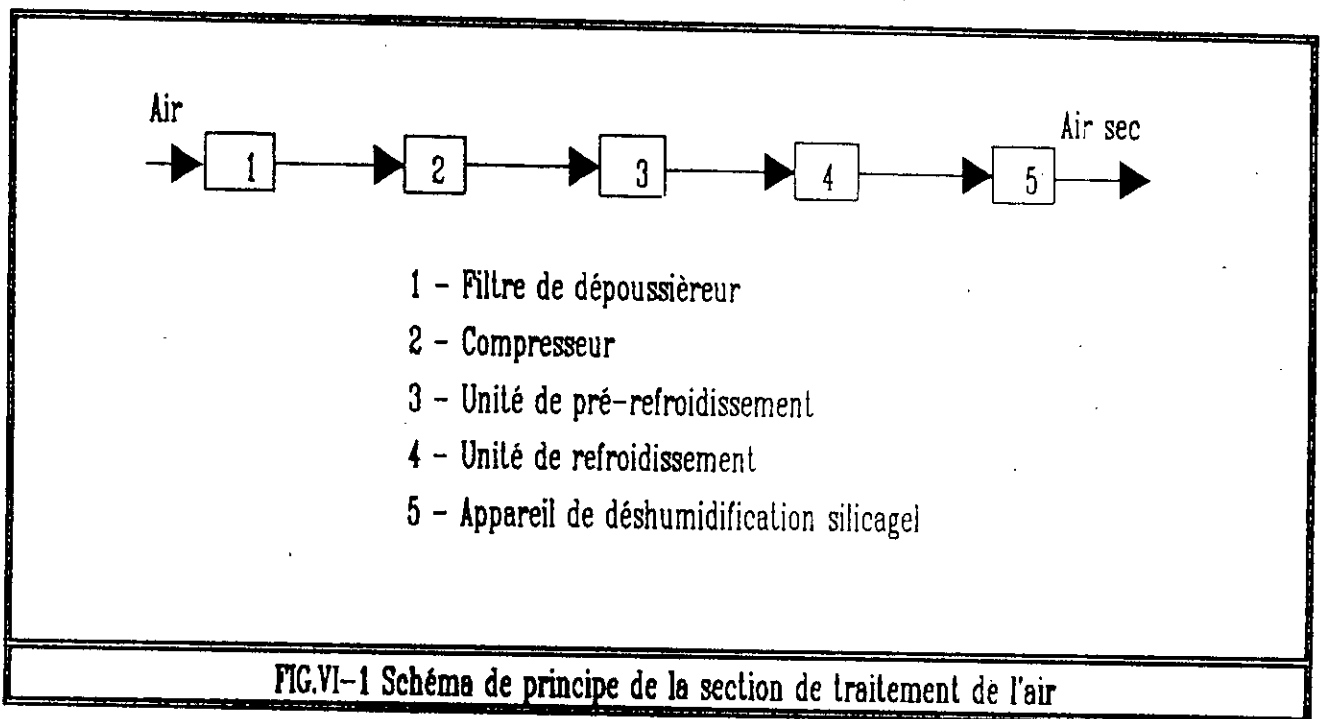 Air
Air sec
1 2 3 4 5
1 - Filtre de dépoussièreur
2 - Compresseur
3 - Unité de pré-refroidissement
4 - Unité de refroidissement
5 - Appareil de déshumidification silicagel
FIG.VI-1 Schéma de principe de la section de traitement de l'air